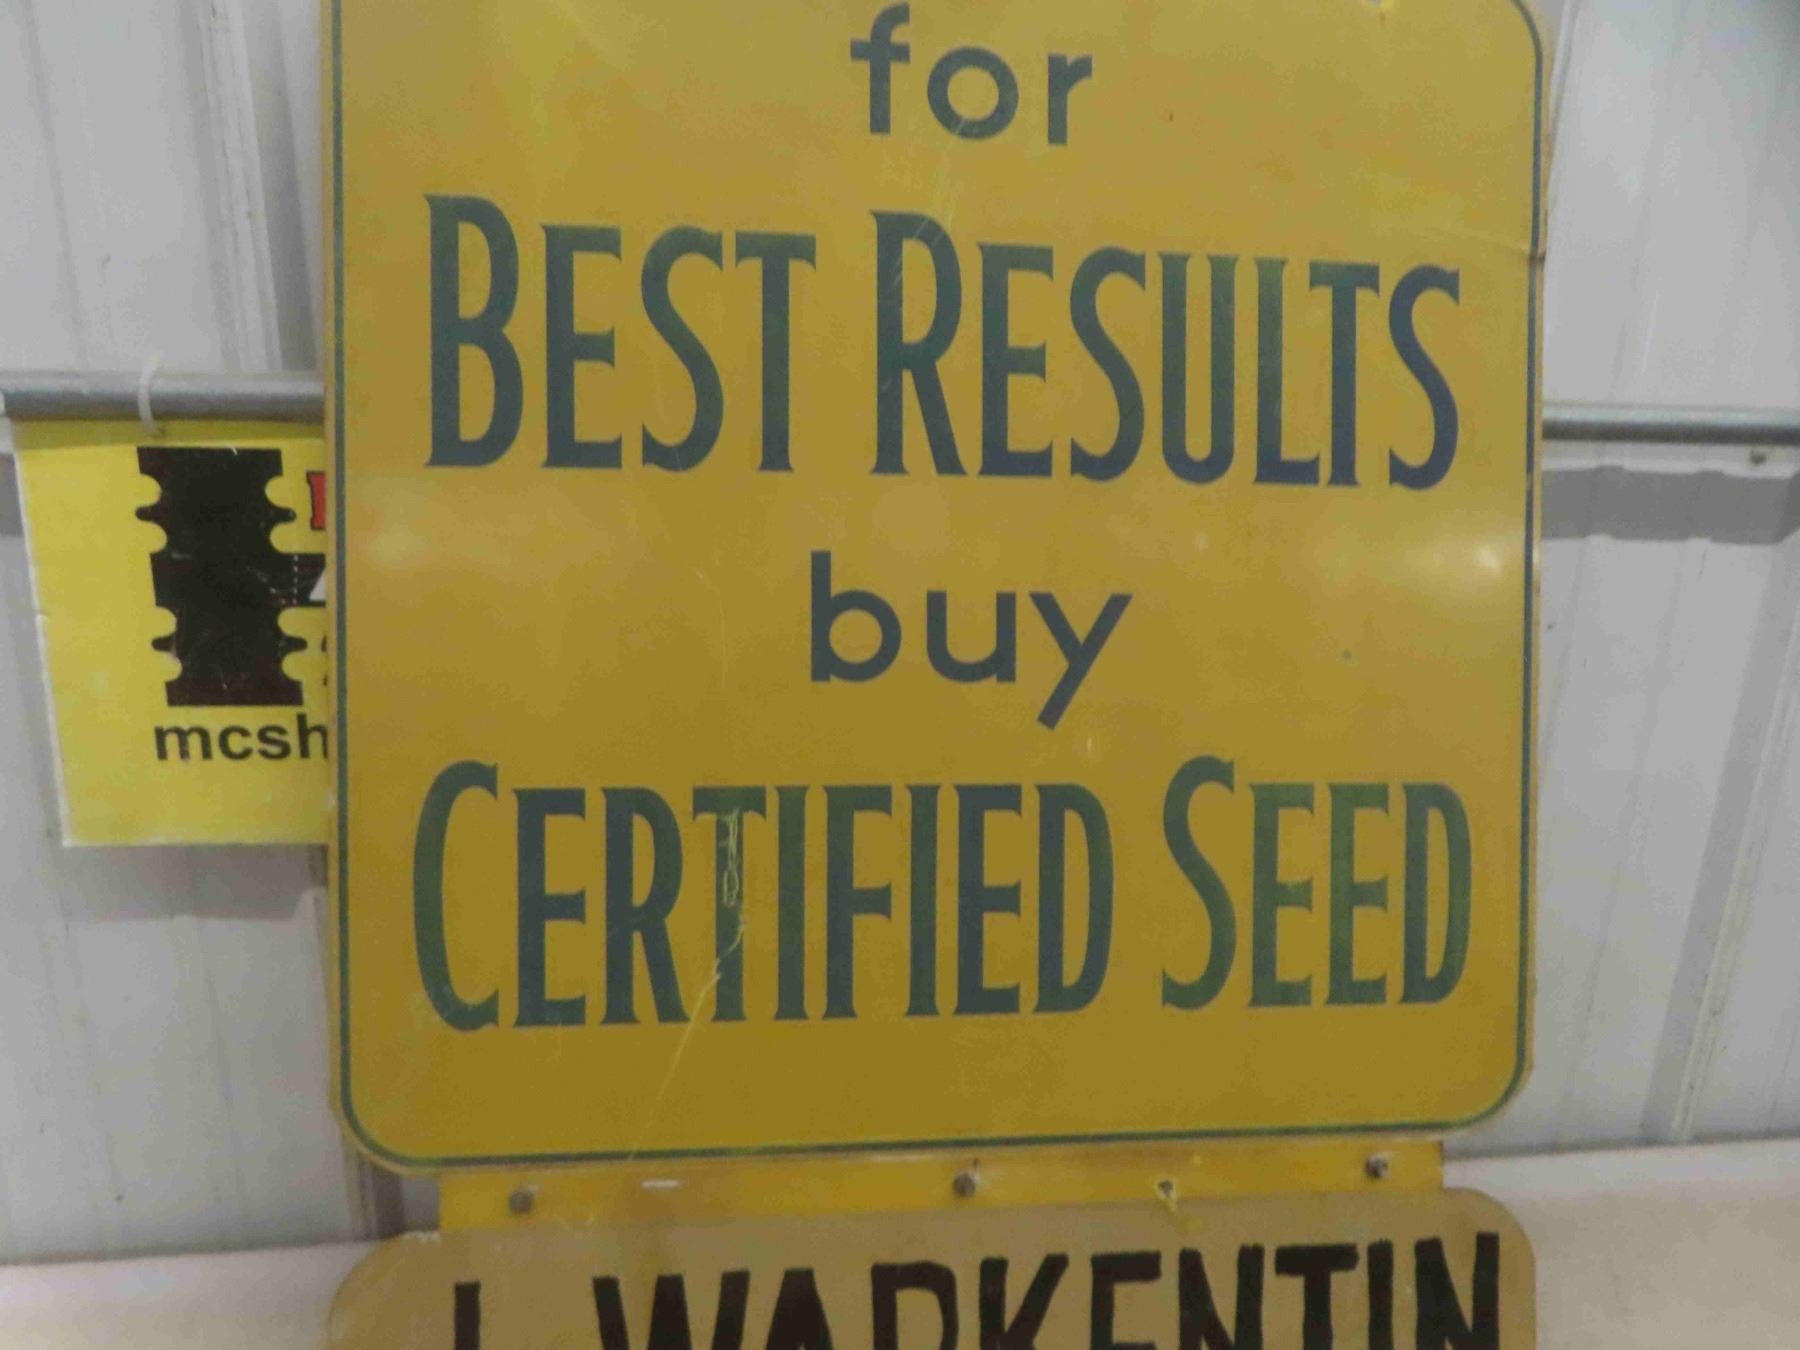 for
BEST RESULTS
buy
CERTIFIED SEED
mcsh
WARKENTIN